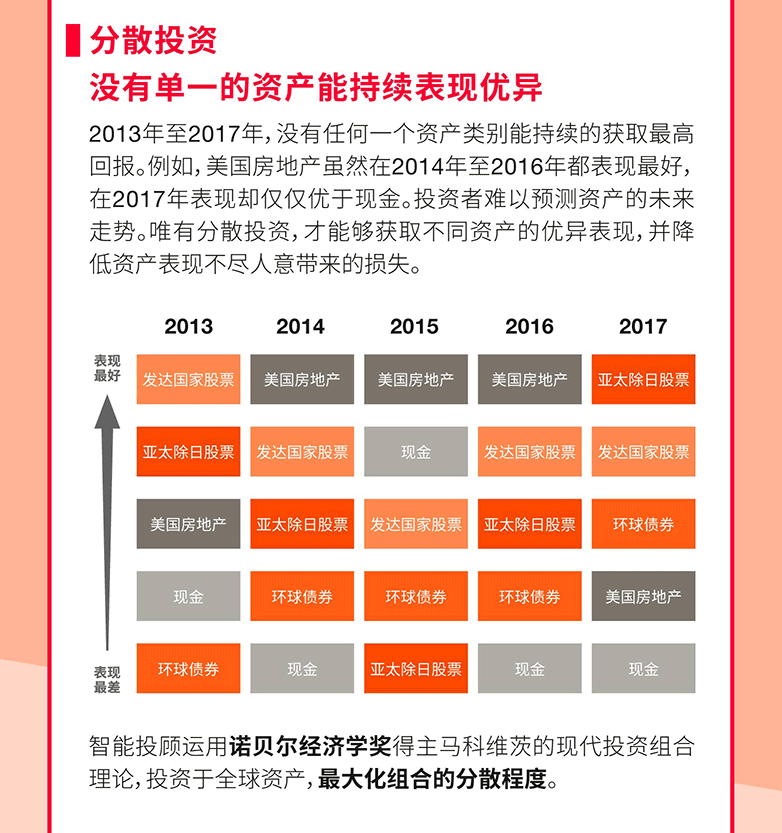 分散投资
没有单一的资产能持续表现优异
2013年至2017年，没有任何一个资产类别能持续的获取最高
回报。例如，美国房地产虽然在2014年至2016年都表现最好，
在2017年表现却仅仅优于现金。投资者难以预测资产的未来
走势。唯有分散投资，才能够获取不同资产的优异表现，并降
低资产表现不尽人意带来的损失。
2013 2014 2015 2016 2017
表现
最好
发达国家股票 美国房地产 美国房地产 美国房地产 亚太除日股票
亚太除日股票 发达国家股票 现金 发达国家股票 发达国家股票
美国房地产 亚太除日股票 发达国家股票 亚太除日股票 环球债券
现金 环球债券 环球债券 环球债券 美国房地产
环球债券 现金 亚太除日股票 现金 现金
表现
最差
智能投顾运用诺贝尔经济学奖得主马科维茨的现代投资组合
理论，投资于全球资产，最大化组合的分散程度。